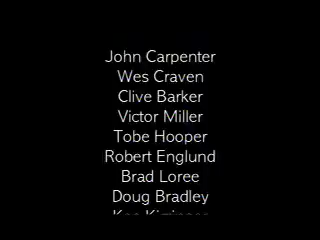 John Carpenter
Wes Craven
Clive Barker
Victor Miller
Tobe Hooper
Robert Englund
Brad Loree
Doug Bradley